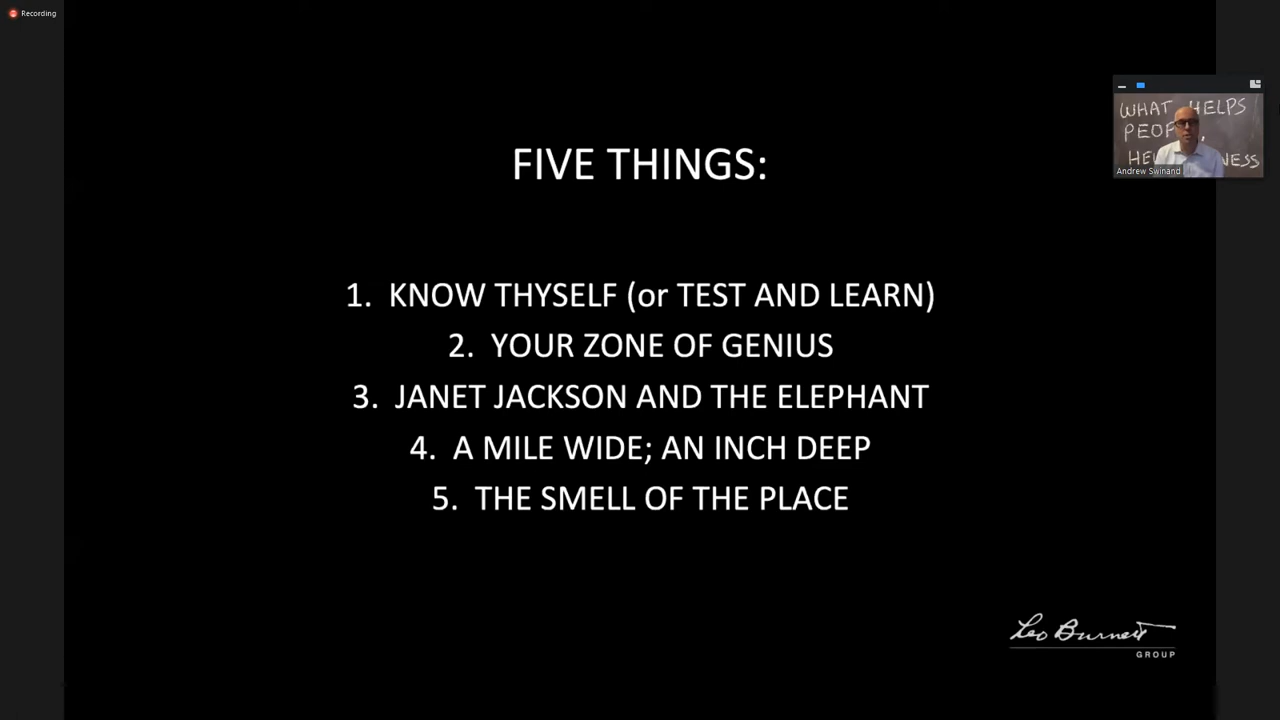 Recording
WHAT HELPS
PEOP
HE NESS
Andrew Swinand
FIVE THINGS:
1. KNOW THYSELF (or TEST AND LEARN)
2. YOUR ZONE OF GENIUS
3. JANET JACKSON AND THE ELEPHANT
4. A MILE WIDE; AN INCH DEEP
5. THE SMELL OF THE PLACE
Leo Burnett
GROUP